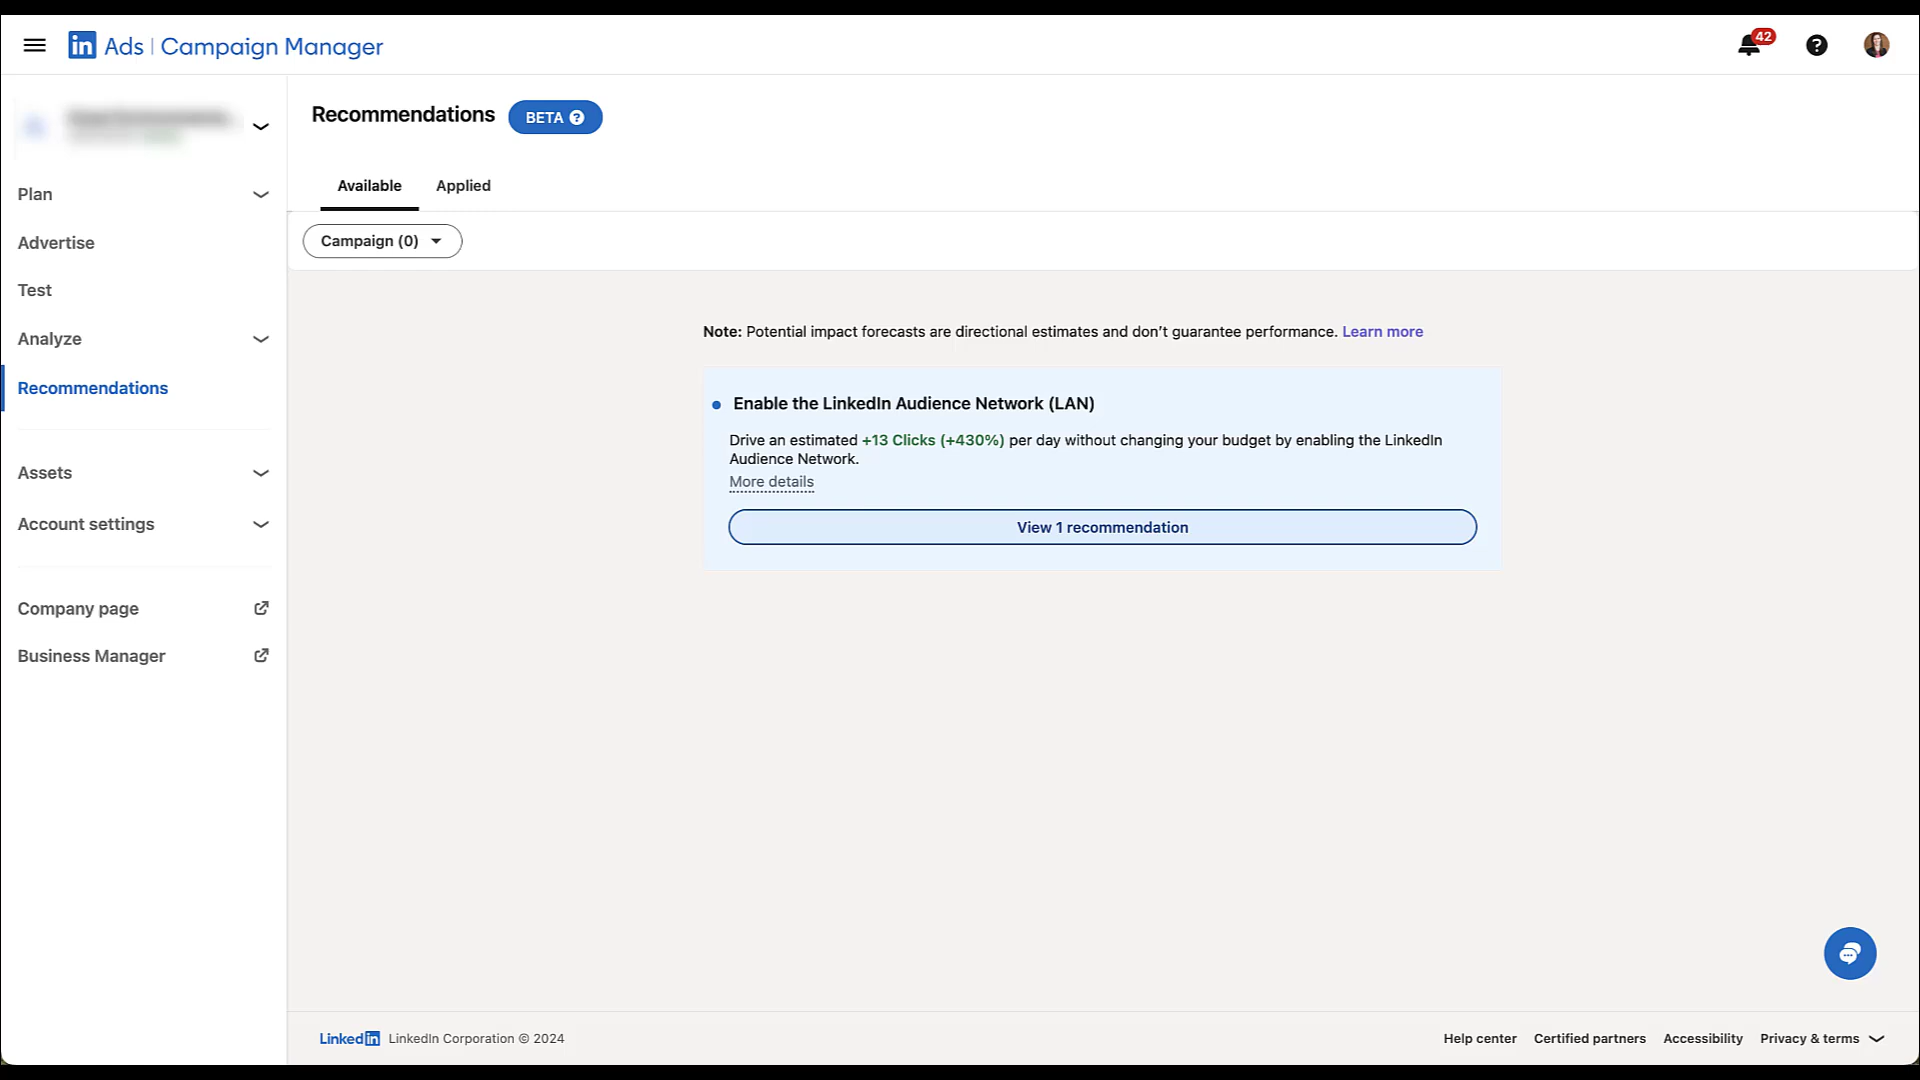 in Ads | Campaign Manager
42
Recommendations
BETA
Available
Applied
Campaign (0)
Plan
Advertise
Test
Analyze
Recommendations
Assets
Account settings
Company page
Business Manager
Note: Potential impact forecasts are directional estimates and don't guarantee performance. Learn more
Enable the LinkedIn Audience Network (LAN)
Drive an estimated +13 Clicks (+430%) per day without changing your budget by enabling the LinkedIn
Audience Network.
More details
View 1 recommendation
LinkedIn LinkedIn Corporation © 2024
Help center
Certified partners
Accessibility
Privacy & terms